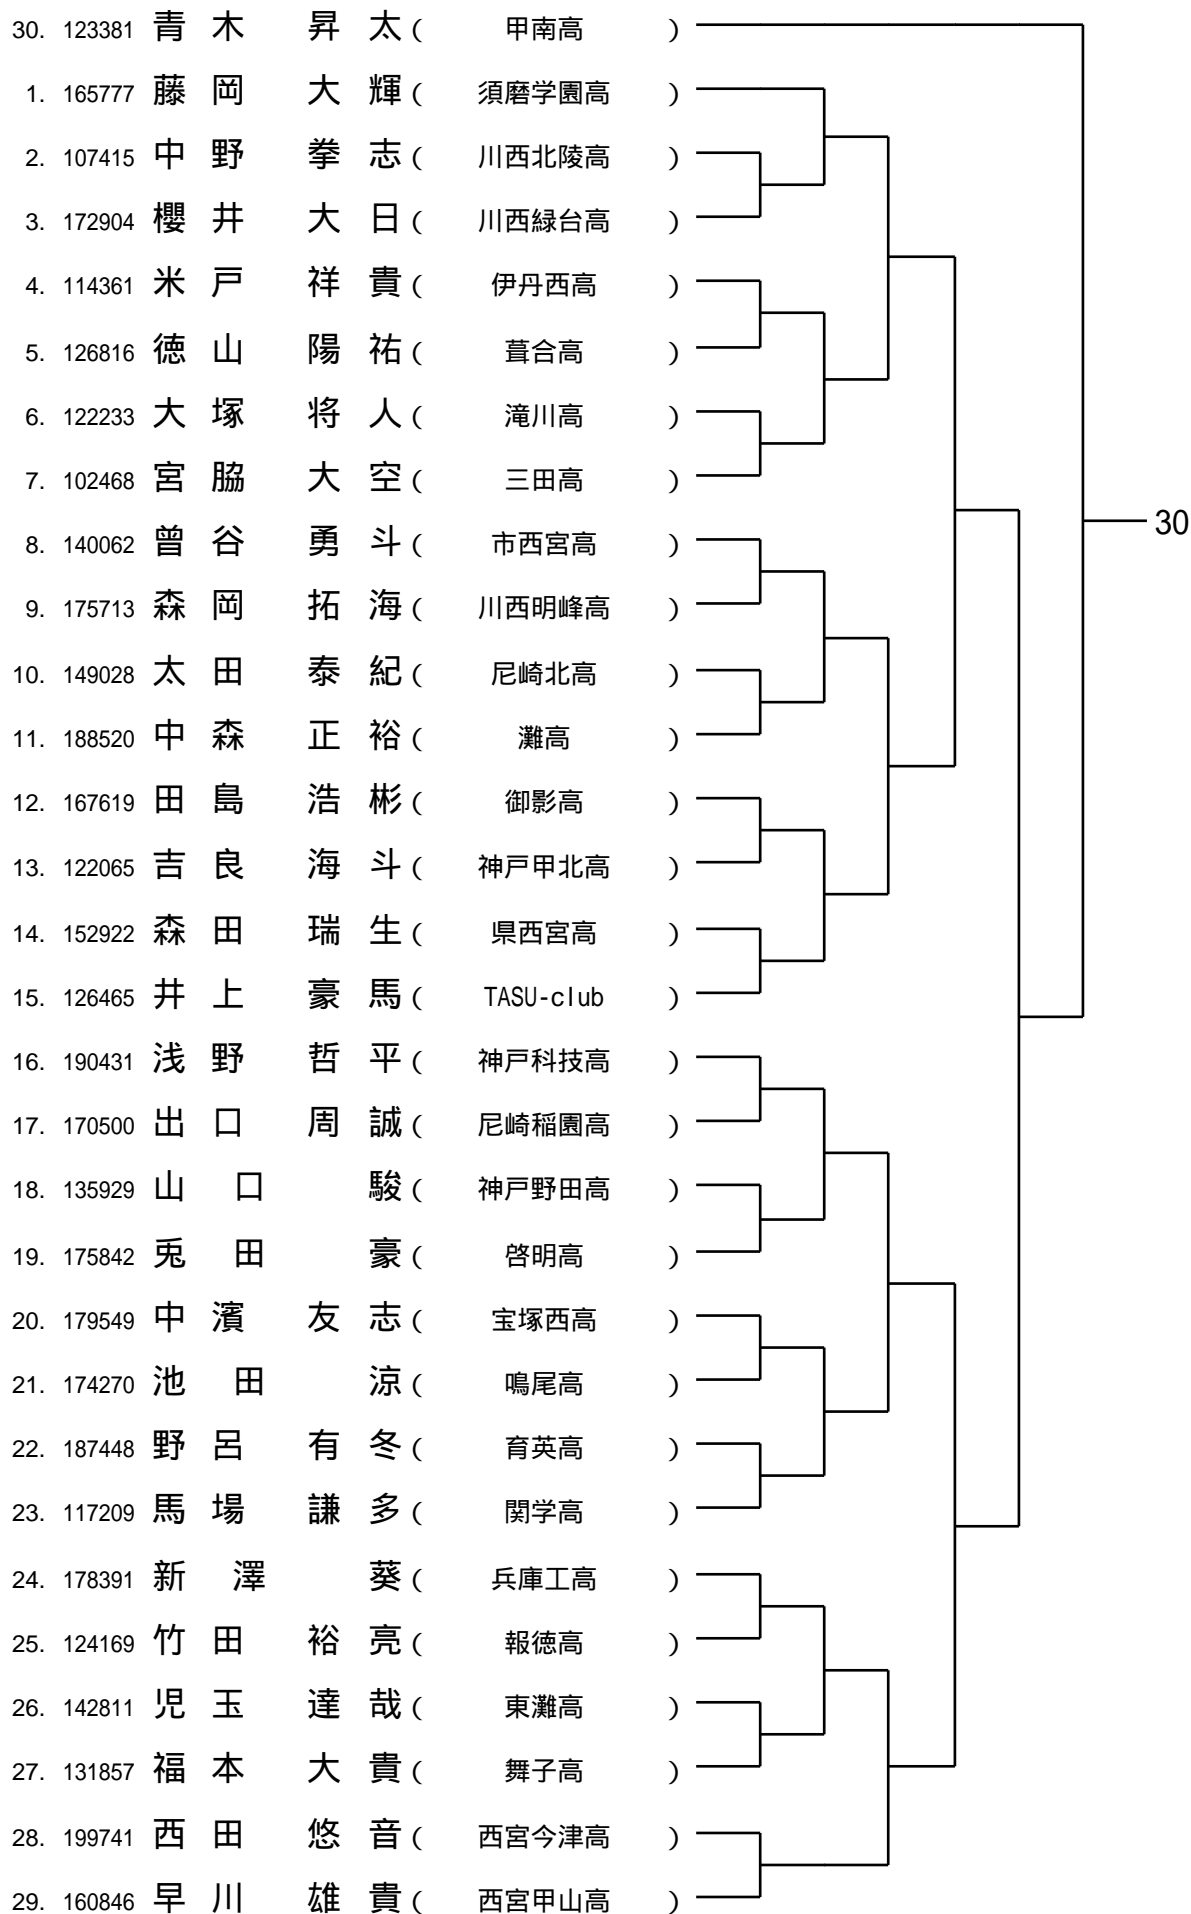 30. 123381 青木 昇太 ( 甲南高 )
1. 165777 藤岡 大輝 ( 須磨学園高 )
2. 107415 中野 拳志 ( 川西北陵高 )
3. 172904 櫻井 大日 ( 川西緑台高 )
4. 114361 米戸 祥貴 ( 伊丹西高 )
5. 126816 徳山 陽祐 ( 葺合高 )
6. 122233 大塚 将人 ( 滝川高 )
7. 102468 宮脇 大空 ( 三田高 )
8. 140062 曽谷 勇斗 ( 市西宮高 )
30
9. 175713 森岡 拓海 ( 川西明峰高 )
10. 149028 太田 泰紀 ( 尼崎北高 )
11. 188520 中森 正裕 ( 灘高 )
12. 167619 田島 浩彬 ( 御影高 )
13. 122065 吉良 海斗 ( 神戸甲北高 )
14. 152922 森田 瑞生 ( 県西宮高 )
15. 126465 井上 豪馬 ( TASU-club )
16. 190431 浅野 哲平 ( 神戸科技高 )
17. 170500 出口 周誠 ( 尼崎稲園高 )
18. 135929 山口 駿 ( 神戸野田高 )
19. 175842 兎田 豪 ( 啓明高 )
20. 179549 中濱 友志 ( 宝塚西高 )
21. 174270 池田 涼 ( 鳴尾高 )
22. 187448 野呂 有冬 ( 育英高 )
23. 117209 馬場 謙多 ( 関学高 )
24. 178391 新澤 葵 ( 兵庫工高 )
25. 124169 竹田 裕亮 ( 報徳高 )
26. 142811 児玉 達哉 ( 東灘高 )
27. 131857 福本 大貴 ( 舞子高 )
28. 199741 西田 悠音 ( 西宮今津高 )
29. 160846 早川 雄貴 ( 西宮甲山高 )